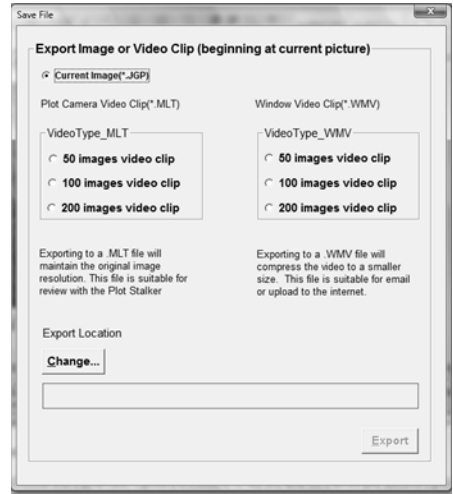 Save File
Export Image or Video Clip (beginning at current picture)
Current Image(*.JGP)
Plot Camera Video Clip(*.MLT)
Window Video Clip(*.WMV)
VideoType_MLT
50 images video clip
100 images video clip
200 images video clip
VideoType_WMV
50 images video clip
100 images video clip
200 images video clip
Exporting to a .MLT file will
maintain the original image
resolution. This file is suitable for
review with the Plot Stalker
Exporting to a .WMV file will
compress the video to a smaller
size. This file is suitable for email
or upload to the internet.
Export Location
Change...
Export